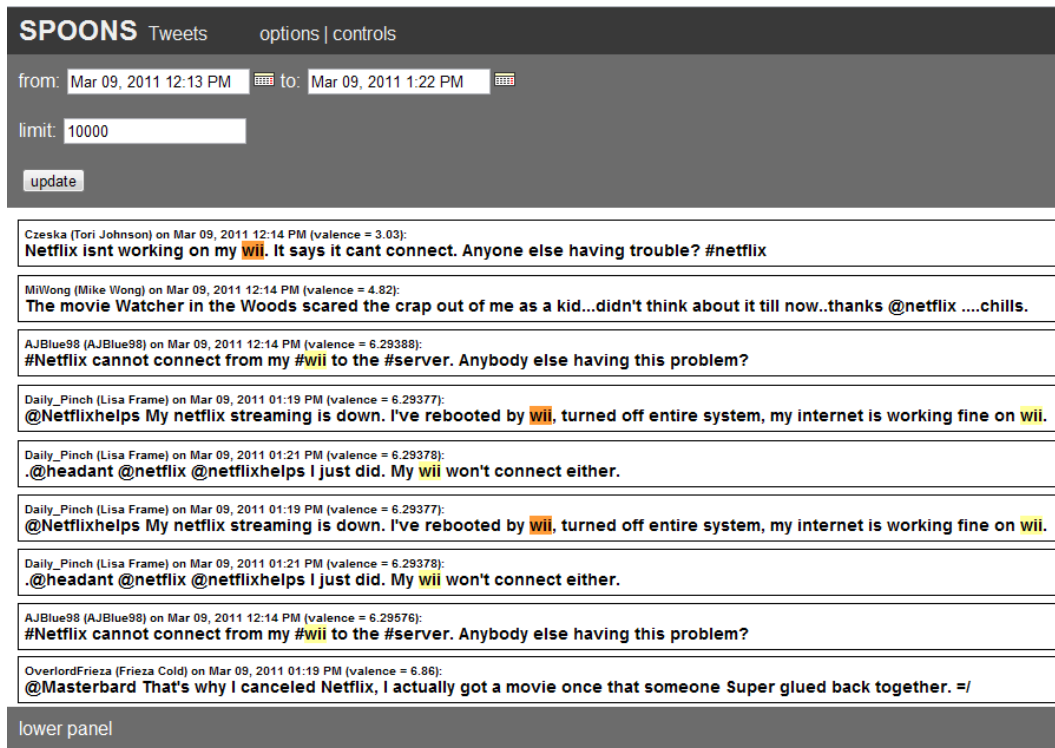 SPOONS Tweets options | controls
from: Mar 09, 2011 12:13 PM to: Mar 09, 2011 1:22 PM
limit: 10000
update
Czeska (Tori Johnson) on Mar 09, 2011 12:14 PM (valence = 3.03):
Netflix isnt working on my wii. It says it cant connect. Anyone else having trouble? #netflix
MiWong (Mike Wong) on Mar 09, 2011 12:14 PM (valence = 4.82):
The movie Watcher in the Woods scared the crap out of me as a kid...didn't think about it till now..thanks @netflix ....chills.
AJBlue98 (AJBlue98) on Mar 09, 2011 12:14 PM (valence = 6.29388):
#Netflix cannot connect from my #wii to the #server. Anybody else having this problem?
Daily_Pinch (Lisa Frame) on Mar 09, 2011 01:19 PM (valence = 6.29377):
@Netflixhelps My netflix streaming is down. I've rebooted by wii, turned off entire system, my internet is working fine on wii.
Daily_Pinch (Lisa Frame) on Mar 09, 2011 01:21 PM (valence = 6.29378):
.@headant @netflix @netflixhelps I just did. My wii won't connect either.
Daily_Pinch (Lisa Frame) on Mar 09, 2011 01:19 PM (valence = 6.29377):
@Netflixhelps My netflix streaming is down. I've rebooted by wii, turned off entire system, my internet is working fine on wii.
Daily_Pinch (Lisa Frame) on Mar 09, 2011 01:21 PM (valence = 6.29378):
.@headant @netflix @netflixhelps I just did. My wii won't connect either.
AJBlue98 (AJBlue98) on Mar 09, 2011 12:14 PM (valence = 6.29576):
#Netflix cannot connect from my #wii to the #server. Anybody else having this problem?
OverlordFrieza (Frieza Cold) on Mar 09, 2011 01:19 PM (valence = 6.86):
@Masterbard That's why I canceled Netflix, I actually got a movie once that someone Super glued back together. =/
lower panel